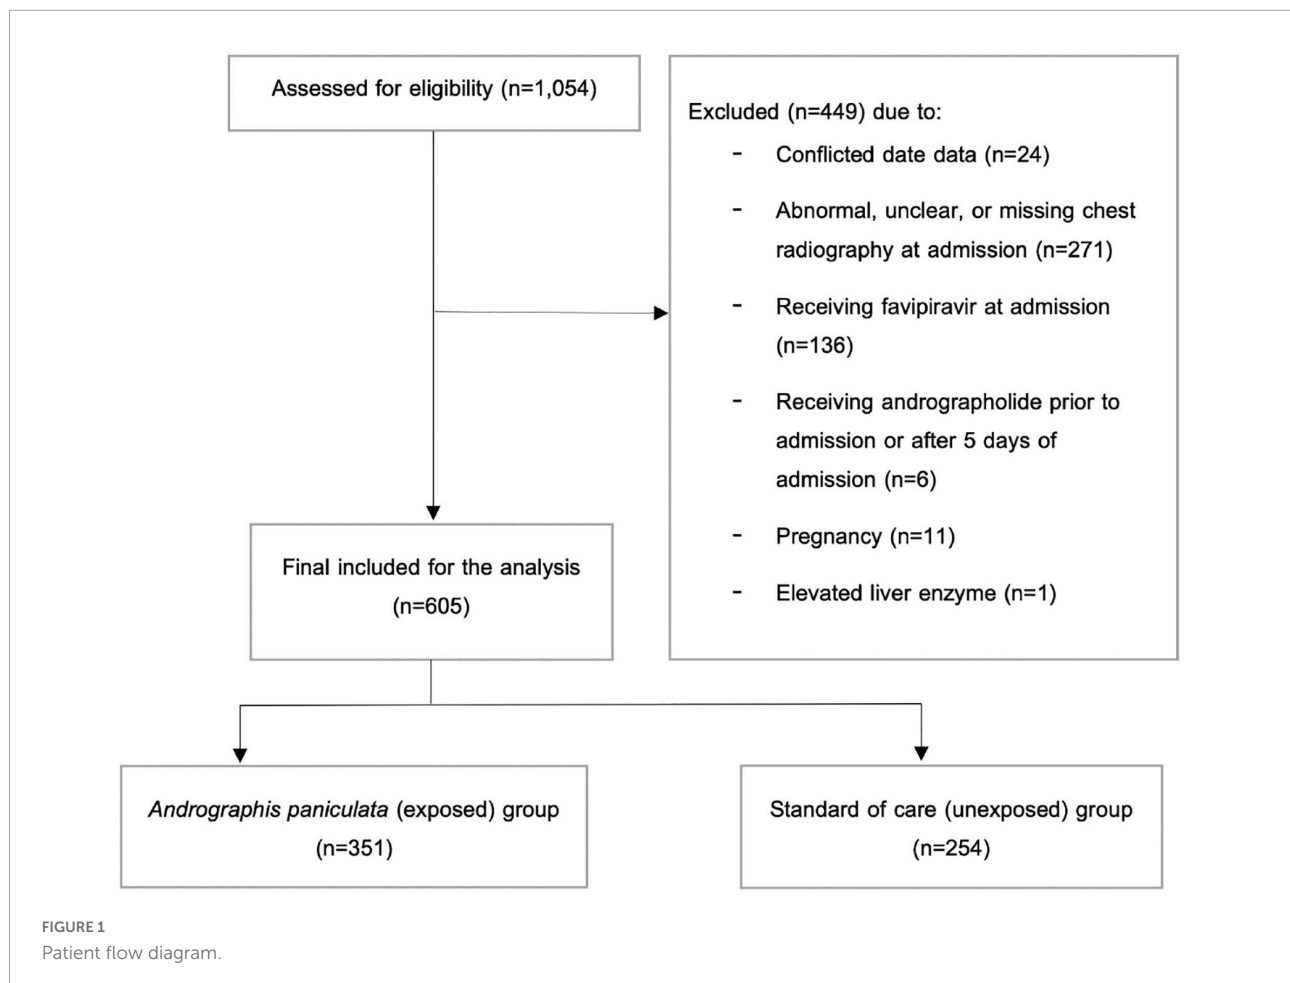 Assessed for eligibility (n=1,054)
Excluded (n=449) due to:
- Conflicted date data (n=24)
- Abnormal, unclear, or missing chest
radiography at admission (n=271)
- Receiving favipiravir at admission
(n=136)
- Receiving andrographolide prior to
admission or after 5 days of
admission (n=6)
- Pregnancy (n=11)
- Elevated liver enzyme (n=1)
Final included for the analysis
(n=605)
Andrographis paniculata (exposed) group
(n=351)
Standard of care (unexposed) group
(n=254)
FIGURE 1
Patient flow diagram.